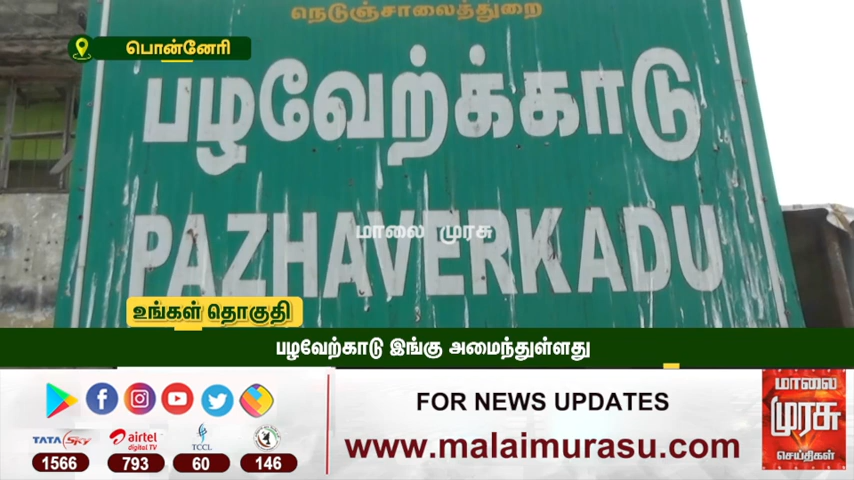 நெடுஞ்சாலைத்துறை
பொன்னேரி
பழவேற்க்காடு
மாலை முரசு
PAZHAVERKADU
உங்கள் தொகுதி
பழவேற்காடு இங்கு அமைந்துள்ளது
FOR NEWS UPDATES
www.malaimurasu.com
TATA SKY
1566
airtel
digital TV
793
TCCL
60
146
மாலை
முரசு
செய்திகள்